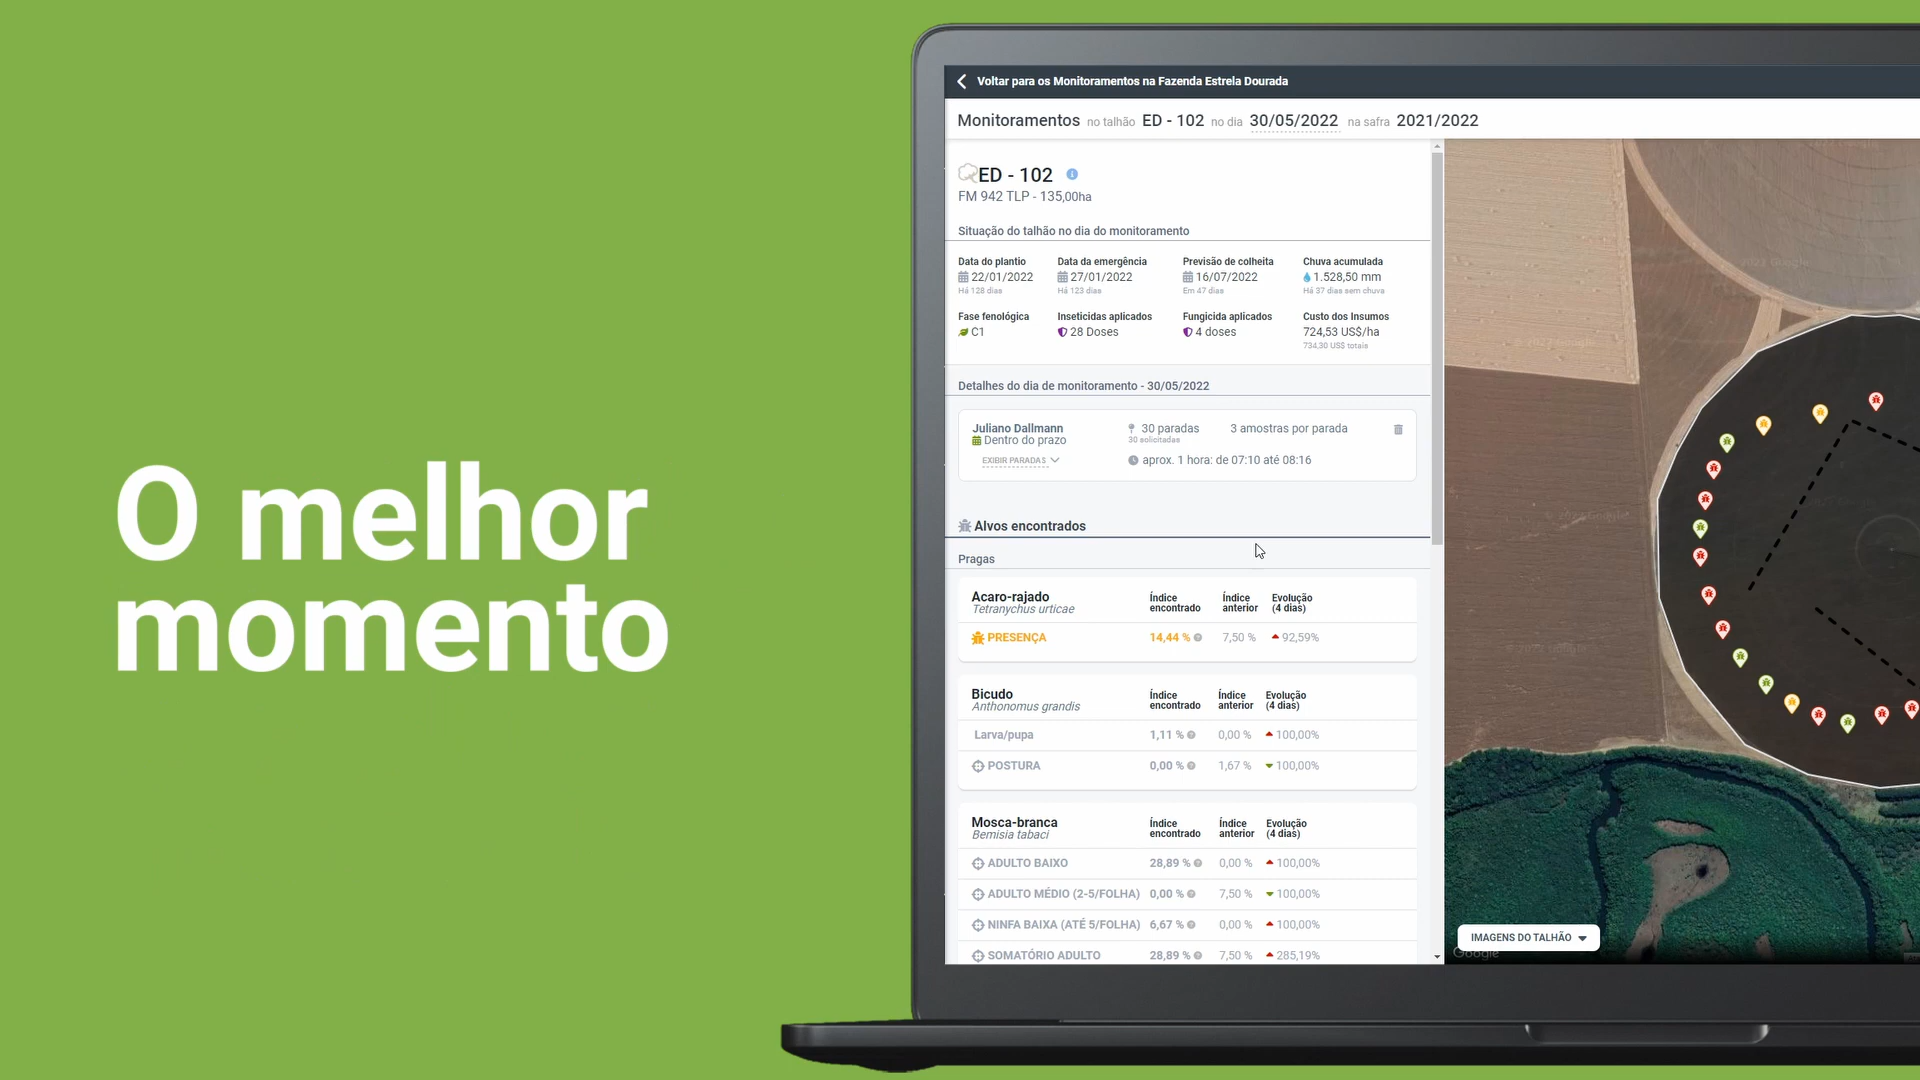 O melhor
momento
Voltar para os Monitoramentos na Fazenda Estrela Dourada
Monitoramentos no talhão ED - 102 no dia 30/05/2022 na safra 2021/2022
ED - 102
FM 942 TLP - 135,00ha
Situação do talhão no dia do monitoramento
Data do plantio Data da emergência Previsão de colheita Chuva acumulada
22/01/2022 27/01/2022 16/07/2022 1.528,50 mm
Há 128 dias Há 123 dias Em 47 dias Há 37 dias sem chuva
Fase fenológica Inseticidas aplicados Fungicida aplicados Custo dos Insumos
C1 28 Doses 4 doses 724,53 US$/ha
734,30 US$ totais
Detalhes do dia de monitoramento - 30/05/2022
Juliano Dallmann 30 paradas 3 amostras por parada
Dentro do prazo 30 solicitadas
EXIBIR PARADAS aprox. 1 hora: de 07:10 até 08:16
Alvos encontrados
Pragas
Acaro-rajado Índice encontrado Índice anterior Evolução (4 dias)
Tetranychus urticae
PRESENÇA 14,44 % 7,50 % 92,59%
Bicudo Índice encontrado Índice anterior Evolução (4 dias)
Anthonomus grandis
Larva/pupa 1,11 % 0,00 % 100,00%
POSTURA 0,00 % 1,67 % 100,00%
Mosca-branca Índice encontrado Índice anterior Evolução (4 dias)
Bemisia tabaci
ADULTO BAIXO 28,89 % 0,00 % 100,00%
ADULTO MÉDIO (2-5/FOLHA) 0,00 % 7,50 % 100,00%
NINFA BAIXA (ATÉ 5/FOLHA) 6,67 % 0,00 % 100,00%
SOMATÓRIO ADULTO 28,89 % 7,50 % 285,19%
IMAGENS DO TALHÃO
Google